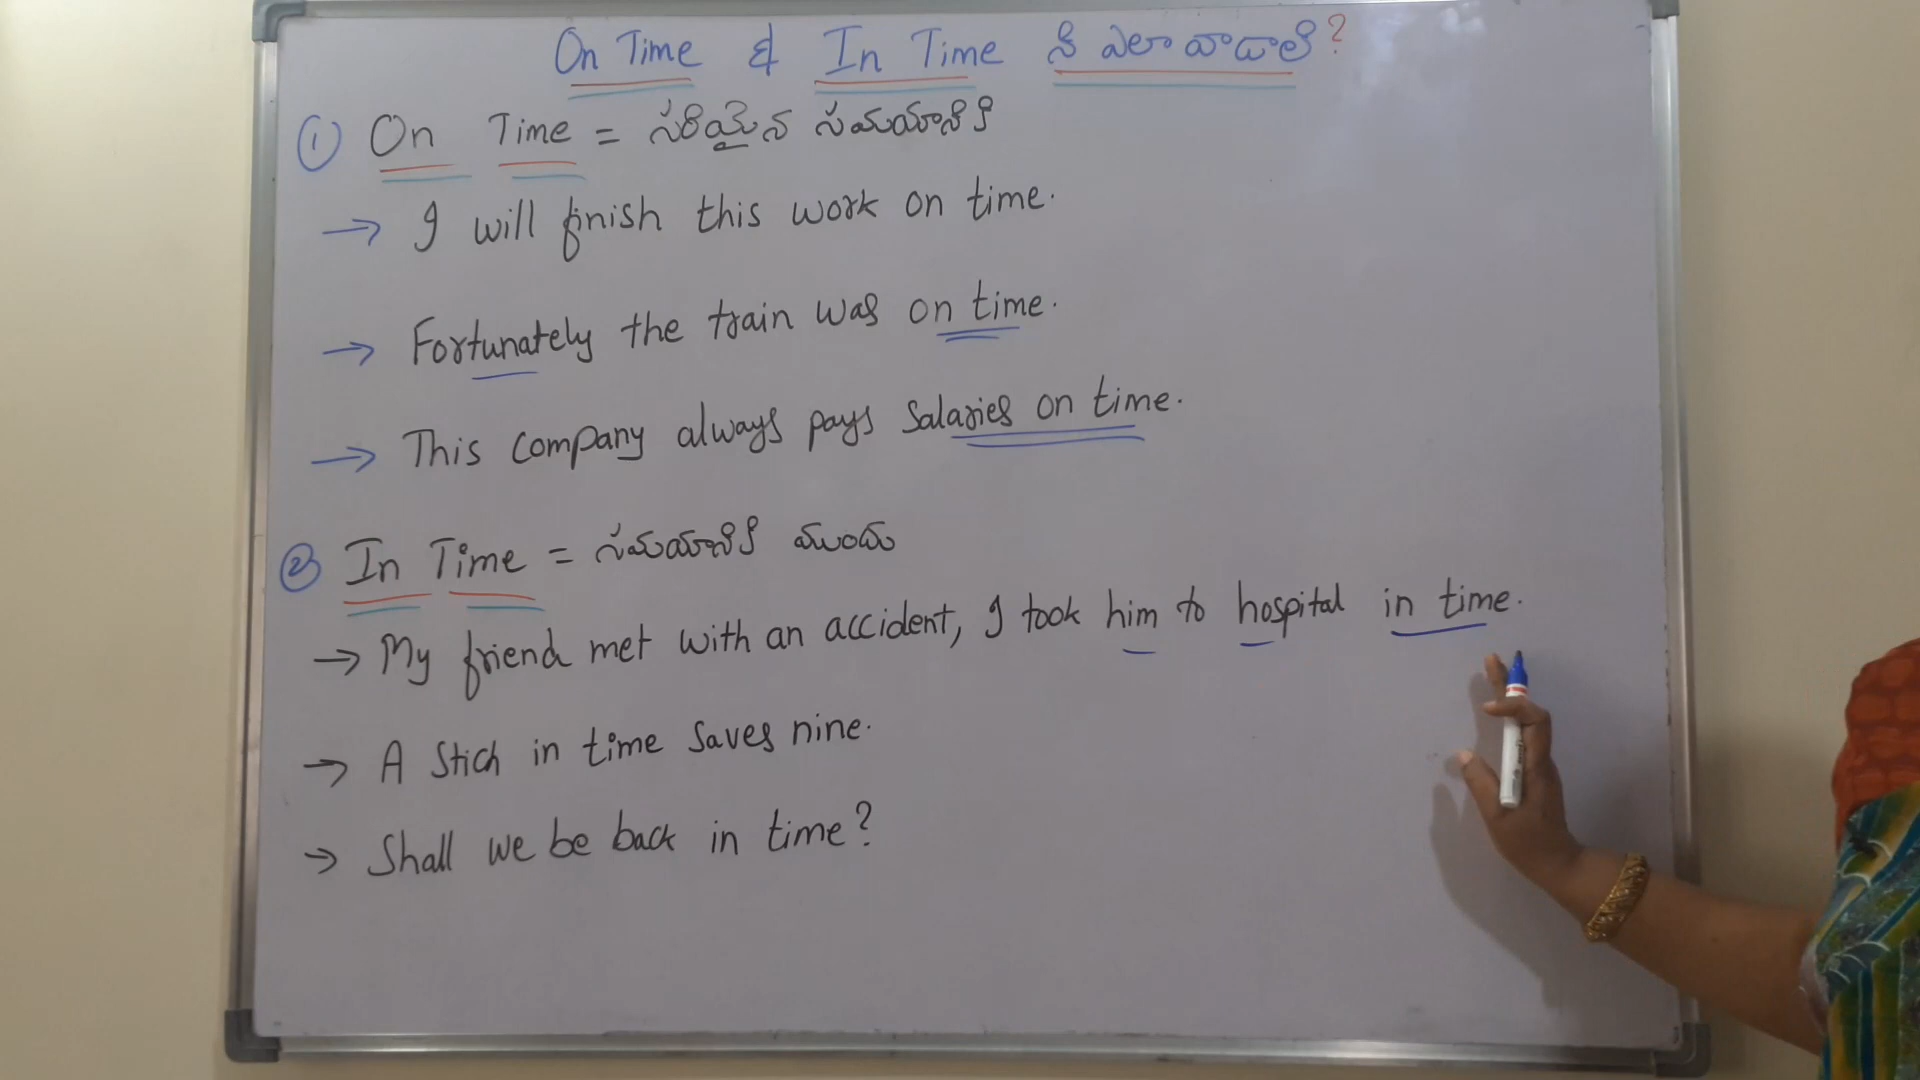 On Time & In Time ని ఎలా వాడాలి?
① On Time = సరియైన సమయానికి
→ I will finish this work on time.
→ Fortunately the train was on time.
→ This company always pays salaries on time.
② In Time = సమయానికి ముందు
→ My friend met with an accident, I took him to hospital in time.
→ A Stich in time saves nine.
→ Shall we be back in time?